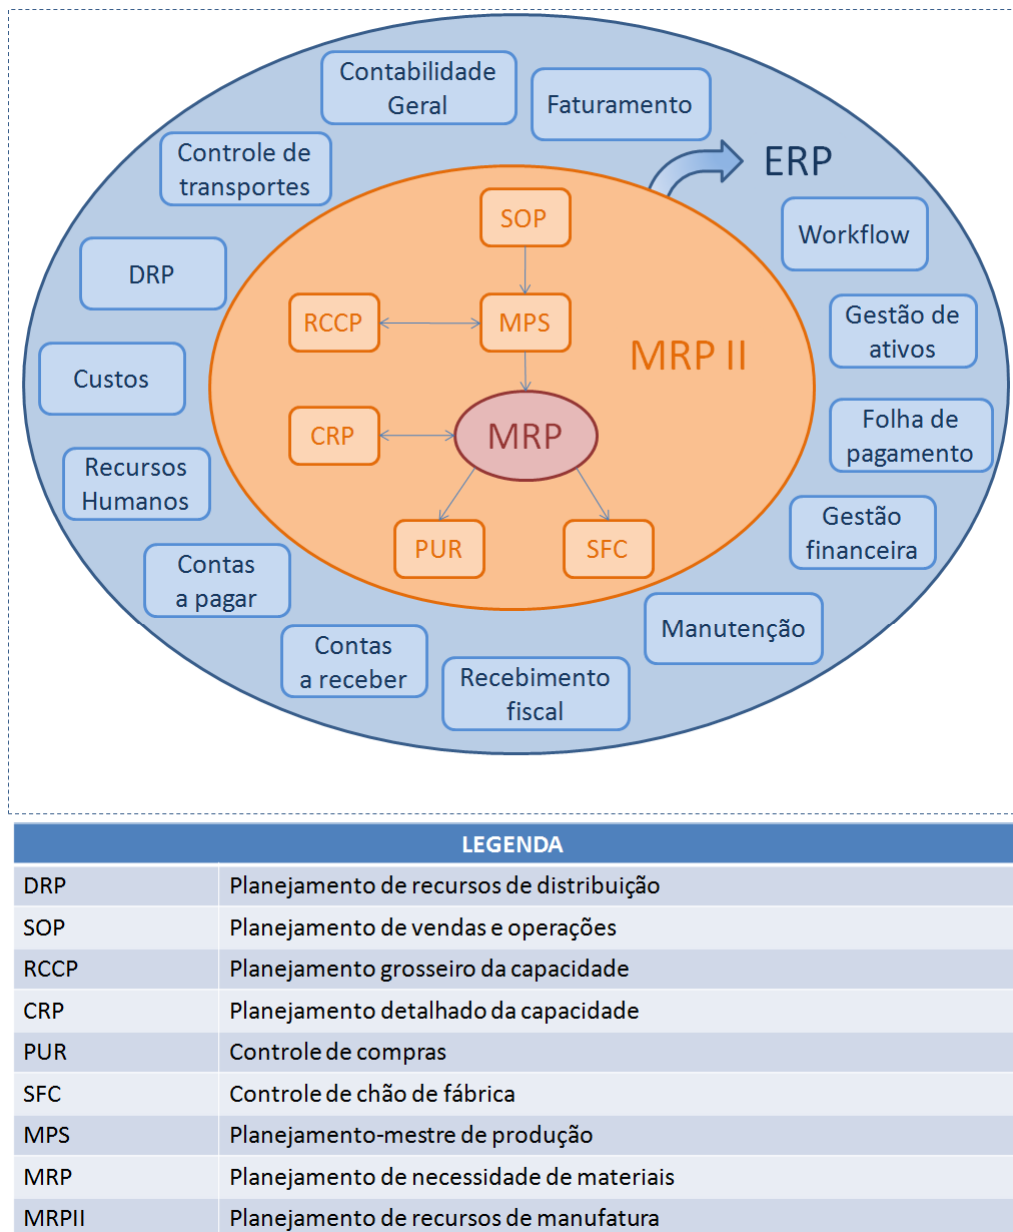 Contabilidade
Geral
Faturamento
Controle de
transportes
ERP
SOP
Workflow
DRP
RCCP
MPS
Gestão de
ativos
MRP II
Custos
CRP
MRP
Folha de
pagamento
Recursos
Humanos
Gestão
financeira
PUR
SFC
Contas
a pagar
Manutenção
Contas
a receber
Recebimento
fiscal
LEGENDA
DRP Planejamento de recursos de distribuição
SOP Planejamento de vendas e operações
RCCP Planejamento grosseiro da capacidade
CRP Planejamento detalhado da capacidade
PUR Controle de compras
SFC Controle de chão de fábrica
MPS Planejamento-mestre de produção
MRP Planejamento de necessidade de materiais
MRPII Planejamento de recursos de manufatura